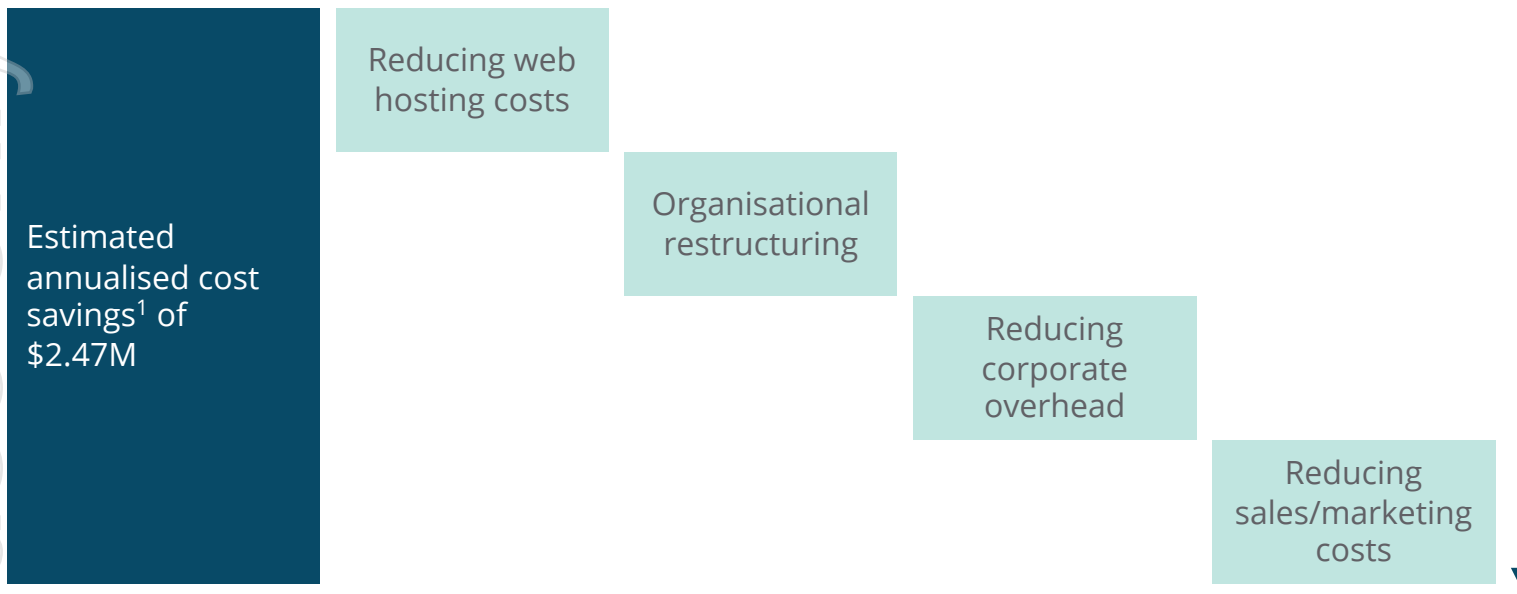 Reducing web
hosting costs
Organisational
restructuring
Estimated
annualised cost
savings¹ of
$2.47M
Reducing
corporate
overhead
Reducing
sales/marketing
costs